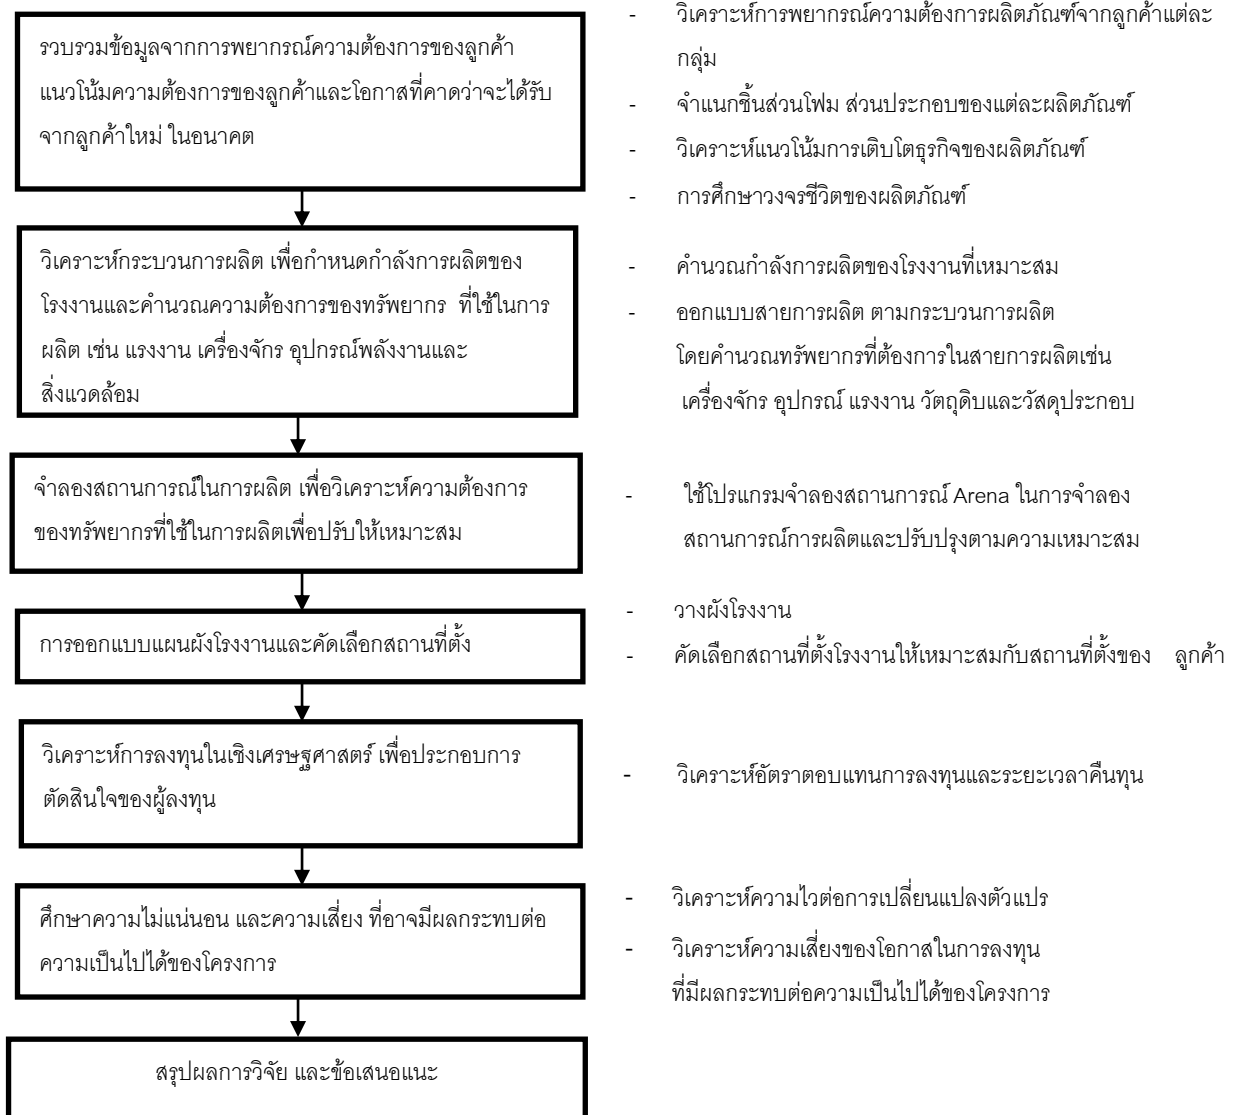 รวบรวมข้อมูลจากการพยากรณ์ความต้องการของลูกค้า
แนวโน้มความต้องการของลูกค้าและโอกาสที่คาดว่าจะได้รับ
จากลูกค้าใหม่ ในอนาคต
- วิเคราะห์การพยากรณ์ความต้องการผลิตภัณฑ์จากลูกค้าแต่ละ
กลุ่ม
- จำแนกชิ้นส่วนโฟม ส่วนประกอบของแต่ละผลิตภัณฑ์
- วิเคราะห์แนวโน้มการเติบโตธุรกิจของผลิตภัณฑ์
- การศึกษาวงจรชีวิตของผลิตภัณฑ์
วิเคราะห์กระบวนการผลิต เพื่อกำหนดกำลังการผลิตของ
โรงงานและคำนวณความต้องการของทรัพยากร ที่ใช้ในการ
ผลิต เช่น แรงงาน เครื่องจักร อุปกรณ์พลังงานและ
สิ่งแวดล้อม
- คำนวณกำลังการผลิตของโรงงานที่เหมาะสม
- ออกแบบสายการผลิต ตามกระบวนการผลิต
โดยคำนวณทรัพยากรที่ต้องการในสายการผลิตเช่น
เครื่องจักร อุปกรณ์ แรงงาน วัตถุดิบและวัสดุประกอบ
จำลองสถานการณ์ในการผลิต เพื่อวิเคราะห์ความต้องการ
ของทรัพยากรที่ใช้ในการผลิตเพื่อปรับให้เหมาะสม
- ใช้โปรแกรมจำลองสถานการณ์ Arena ในการจำลอง
สถานการณ์การผลิตและปรับปรุงตามความเหมาะสม
การออกแบบแผนผังโรงงานและคัดเลือกสถานที่ตั้ง
- วางผังโรงงาน
- คัดเลือกสถานที่ตั้งโรงงานให้เหมาะสมกับสถานที่ตั้งของ ลูกค้า
วิเคราะห์การลงทุนในเชิงเศรษฐศาสตร์ เพื่อประกอบการ
ตัดสินใจของผู้ลงทุน
- วิเคราะห์อัตราตอบแทนการลงทุนและระยะเวลาคืนทุน
ศึกษาความไม่แน่นอน และความเสี่ยง ที่อาจมีผลกระทบต่อ
ความเป็นไปได้ของโครงการ
- วิเคราะห์ความไวต่อการเปลี่ยนแปลงตัวแปร
- วิเคราะห์ความเสี่ยงของโอกาสในการลงทุน
ที่มีผลกระทบต่อความเป็นไปได้ของโครงการ
สรุปผลการวิจัย และข้อเสนอแนะ